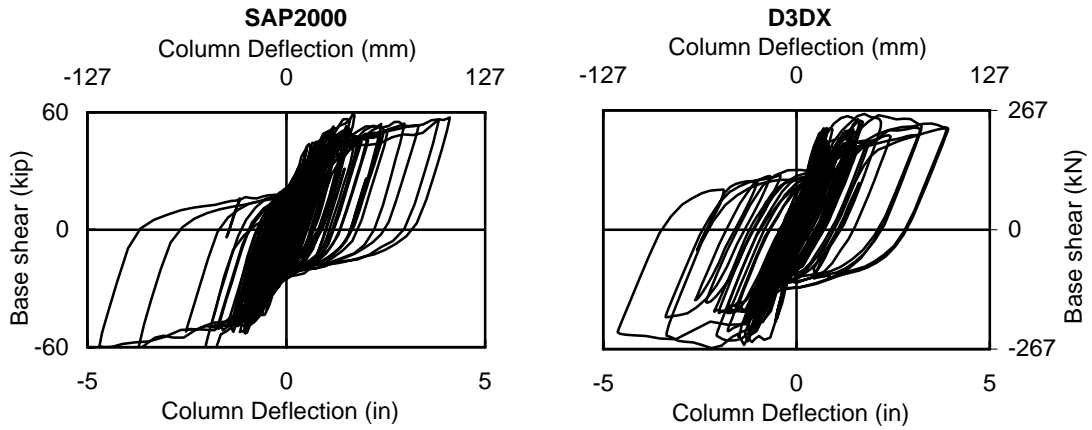 SAP2000
Column Deflection (mm)
-127 0 127
60
0
-60
Base shear (kip)
-5 0 5
Column Deflection (in)
D3DX
Column Deflection (mm)
-127 0 127
267
0
-267
Base shear (kN)
-5 0 5
Column Deflection (in)